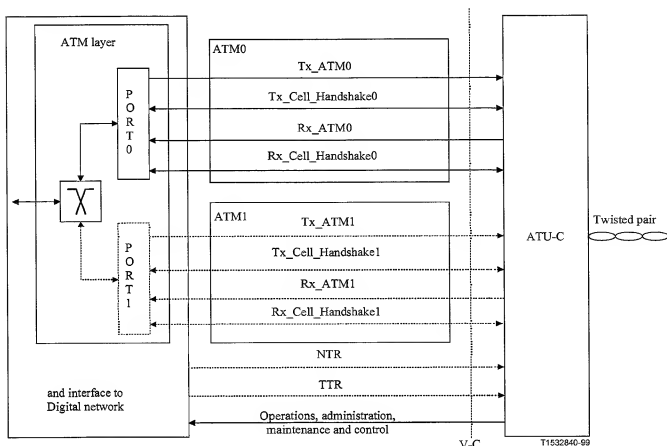 ATM layer
ATM0
Tx_ATM0
P
O
R
T
0
Tx_Cell_Handshake0
Rx_ATM0
Rx_Cell_Handshake0
ATM1
Tx_ATM1
P
O
R
T
1
Tx_Cell_Handshake1
Rx_ATM1
Rx_Cell_Handshake1
ATU-C
Twisted pair
NTR
TTR
and interface to
Digital network
Operations, administration,
maintenance and control
V-C
T1532840-99